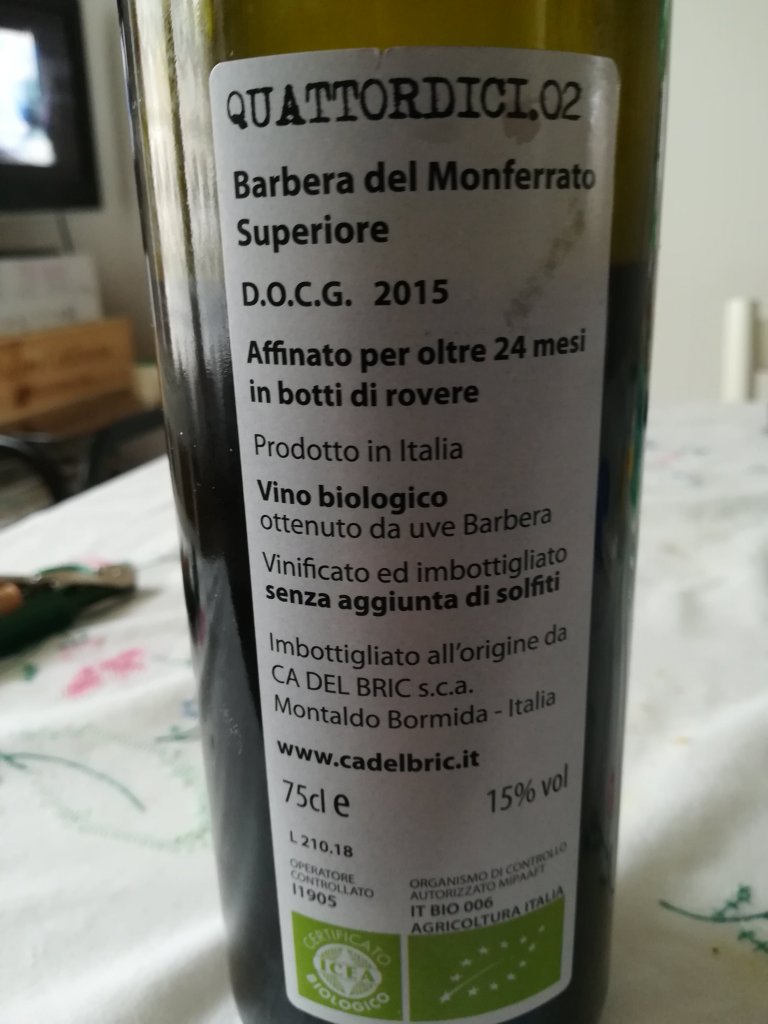 QUATTORDICI.02
Barbera del Monferrato
Superiore
D.O.C.G. 2015
Affinato per oltre 24 mesi
in botti di rovere
Prodotto in Italia
Vino biologico
ottenuto da uve Barbera
Vinificato ed imbottigliato
senza aggiunta di solfiti
Imbottigliato all'origine da
CA DEL BRIC s.c.a.
Montaldo Bormida - Italia
www.cadelbric.it
75cl e 15% vol
L 210.18
OPERATORE
CONTROLLATO
I1905
ORGANISMO DI CONTROLLO
AUTORIZZATO MIPAAFT
IT BIO 006
AGRICOLTURA ITALIA
CERTIFICATO
ICEA
BIOLOGICO